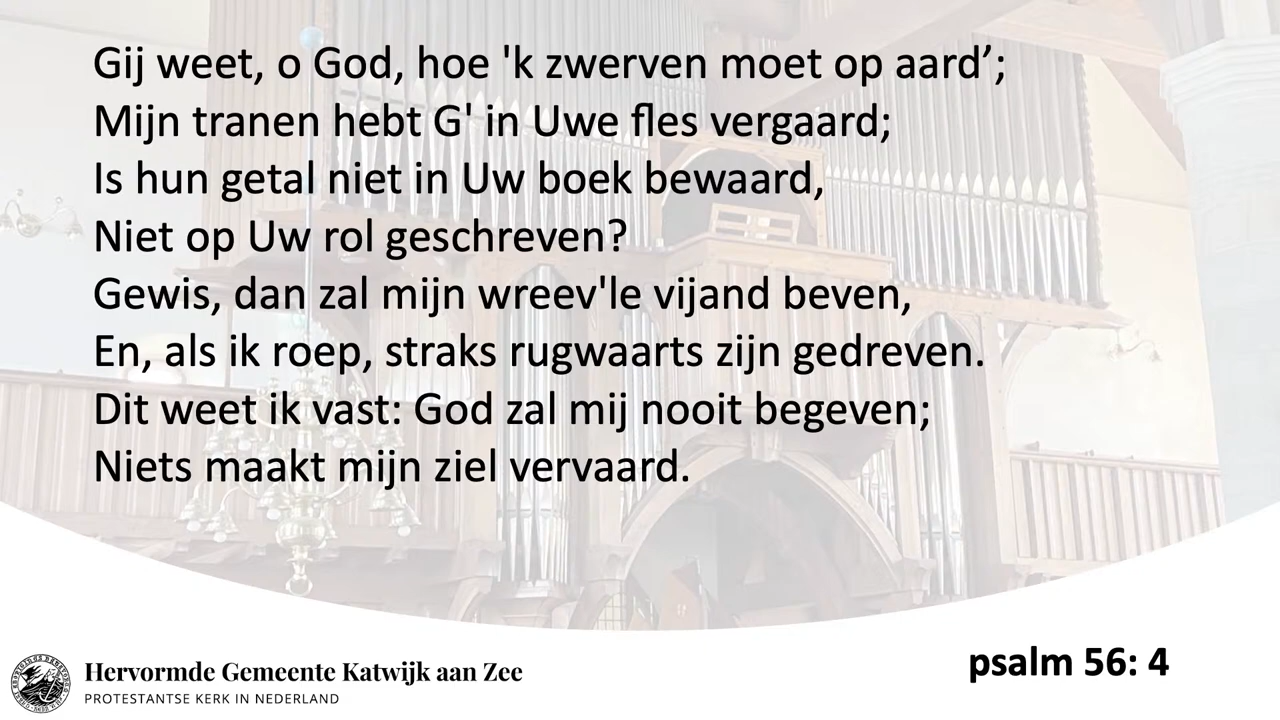 Gij weet, o God, hoe 'k zwerven moet op aard’;
Mijn tranen hebt G' in Uwe fles vergaard;
Is hun getal niet in Uw boek bewaard,
Niet op Uw rol geschreven?
Gewis, dan zal mijn wreev'le vijand beven,
En, als ik roep, straks rugwaarts zijn gedreven.
Dit weet ik vast: God zal mij nooit begeven;
Niets maakt mijn ziel vervaard.
Hervormde Gemeente Katwijk aan Zee
PROTESTANTSE KERK IN NEDERLAND
psalm 56: 4